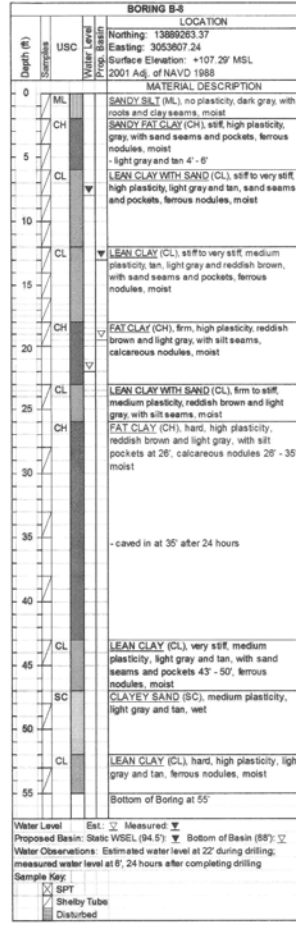 BORING B-8
LOCATION
Northing: 13889263.37
Easting: 3053607.24
Surface Elevation: +107.29' MSL
2001 Adj. of NAVD 1988
Depth (ft)
Samples
USC
Water Level
Prop. Basin
MATERIAL DESCRIPTION
0
ML
SANDY SILT (ML), no plasticity, dark gray, with
roots and clay seams, moist
CH
SANDY FAT CLAY (CH), stiff, high plasticity,
gray, with sand seams and pockets, ferrous
nodules, moist
- light gray and tan 4' - 6'
5
CL
LEAN CLAY WITH SAND (CL), stiff to very stiff,
high plasticity, light gray and tan, sand seams
and pockets, ferrous nodules, moist
10
CL
LEAN CLAY (CL), stiff to very stiff, medium
plasticity, tan, light gray and reddish brown,
with sand seams and pockets, ferrous
nodules, moist
15
CH
FAT CLAY (CH), firm, high plasticity, reddish
brown and light gray, with silt seams,
calcareous nodules, moist
20
CL
LEAN CLAY WITH SAND (CL), firm to stiff,
medium plasticity, reddish brown and light
gray, with silt seams, moist
25
CH
FAT CLAY (CH), hard, high plasticity,
reddish brown and light gray, with silt
pockets at 26', calcareous nodules 26' - 35'
moist
30
35
- caved in at 35' after 24 hours
40
CL
LEAN CLAY (CL), very stiff, medium
plasticity, light gray and tan, with sand
seams and pockets 43' - 50', ferrous
nodules, moist
45
SC
CLAYEY SAND (SC), medium plasticity,
light gray and tan, wet
50
CL
LEAN CLAY (CL), hard, high plasticity, ligh
gray and tan, ferrous nodules, moist
55
Bottom of Boring at 55'
Water Level Est.: ▽ Measured: ▼
Proposed Basin: Static WSEL (94.5'): ▼ Bottom of Basin (88'): ▽
Water Observations: Estimated water level at 22' during drilling;
measured water level at 8', 24 hours after completing drilling
Sample Key:
SPT
Shelby Tube
Disturbed